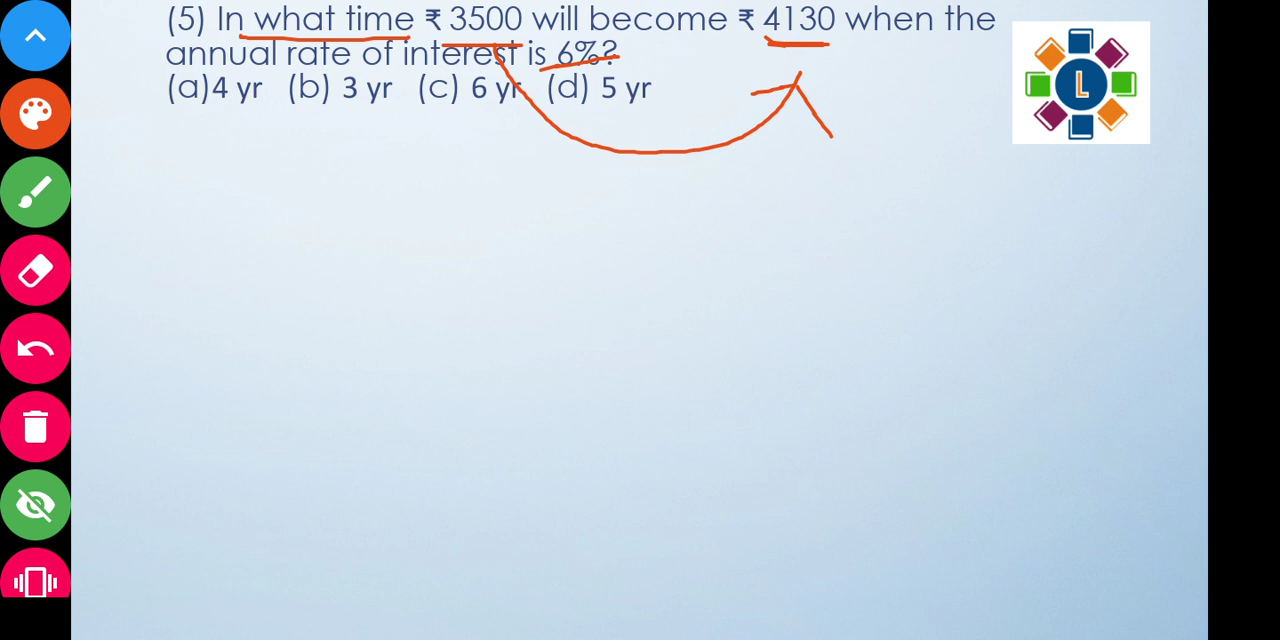 (5) In what time ₹ 3500 will become ₹ 4130 when the
annual rate of interest is 6%?
(a)4 yr (b) 3 yr (c) 6 yr (d) 5 yr
L